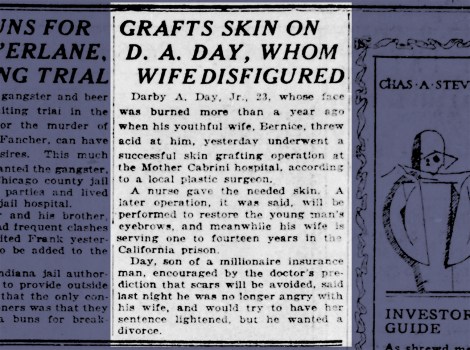 UNS FOR
'ERLANE,
NG TRIAL
gangster and beer
iting trial in the
or the murder of
Fancher, can have
sires. This much
anted the gangster,
hicago county jail
parties and lived
jail hospital.
r and his brother,
ad frequent clashes
ited Frank yester-
o be added to the
ndiana jail author-
to provide outside
that the only con-
oners was that they
a buns for break-
GRAFTS SKIN ON
D. A. DAY, WHOM
WIFE DISFIGURED
Darby A. Day, Jr., 23, whose face
was burned more than a year ago
when his youthful wife, Bernice, threw
acid at him, yesterday underwent a
successful skin grafting operation at
the Mother Cabrini hospital, according
to a local plastic surgeon.
A nurse gave the needed skin. A
later operation, it was said, will be
performed to restore the young man's
eyebrows, and meanwhile his wife is
serving one to fourteen years in the
California prison.
Day, son of a millionaire insurance
man, encouraged by the doctor's pre-
diction that scars will be avoided, said
last night he was no longer angry with
his wife, and would try to have her
sentence lightened, but he wanted a
divorce.
CHAS·A·STEV
INVESTOR
GUIDE
As shrewd me